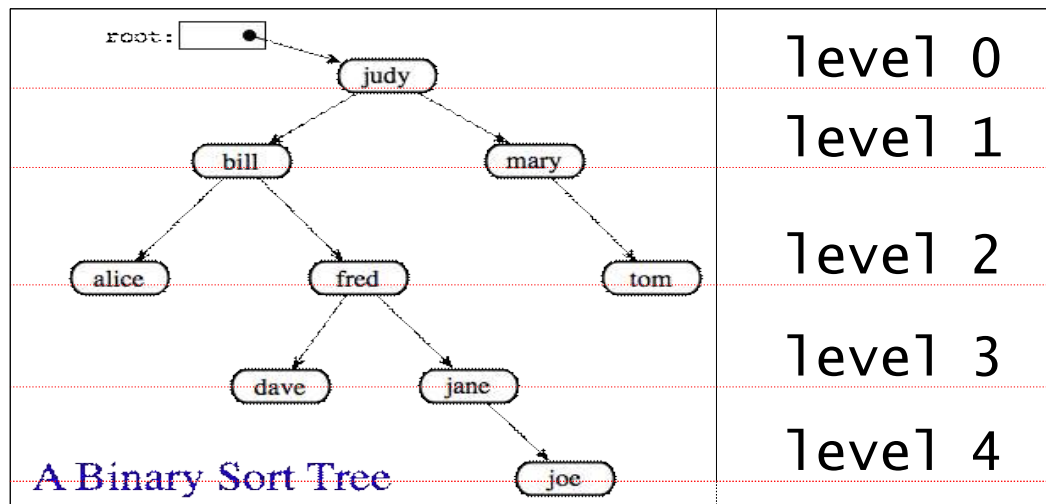 root:
judy
level 0
bill
mary
level 1
alice
fred
tom
level 2
dave
jane
level 3
joe
level 4
A Binary Sort Tree